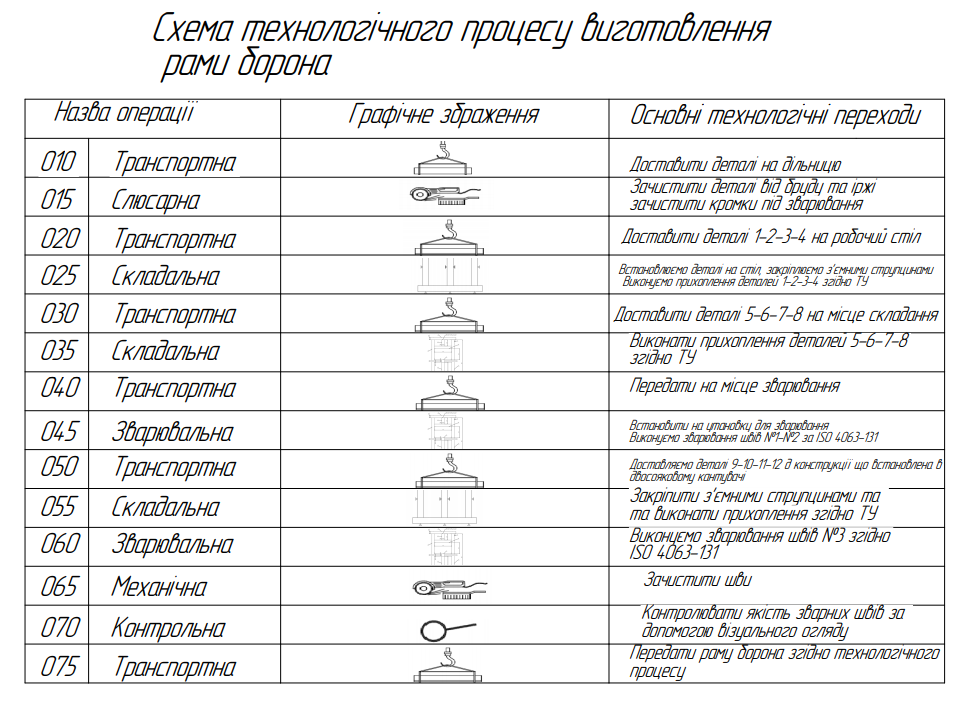 Схема технологічного процесу виготовлення
рами борона
Назва операції
Графічне збраження
Основні технологічні переходи
010 Транспортна
Доставити деталі на дільницю
015 Слюсарна
Зачистити деталі від бруду та іржі
зачистити кромки під зварювання
020 Транспортна
Доставити деталі 1-2-3-4 на робочий стіл
025 Складальна
Встановлюємо деталі на стіл, закріплюємо з'ємними струпцинами
Виконуємо прихоплення деталей 1-2-3-4 згідно ТУ
030 Транспортна
Доставити деталі 5-6-7-8 на місце складання
035 Складальна
Виконати прихоплення деталей 5-6-7-8
згідно ТУ
040 Транспортна
Передати на місце зварювання
045 Зварювальна
Встановити на утаовку для зварювання
Виконуємо зварювання швів №1-№2 за ISO 4063-131
050 Транспортна
Доставляємо деталі 9-10-11-12 д конструкції що встановлена в
двосояковому кантувачі
055 Складальна
Закріпити з'ємними струпцинами та
та виконати прихоплення згідно ТУ
060 Зварювальна
Виконуємо зварювання швів №3 згідно
ISO 4063-131
065 Механічна
Зачистити шви
070 Контрольна
Контролювати якість зварних швів за
допомогою візуального огляду
075 Транспортна
Передати раму борона згідно технологічного
процесу